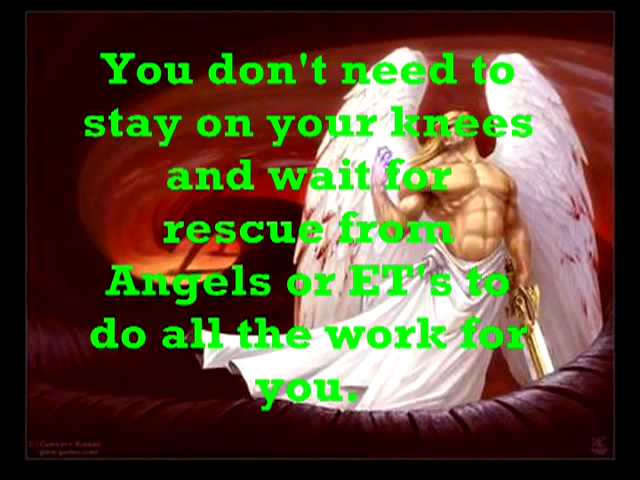 You don't need to
stay on your knees
and wait for
rescue from
Angels or ET's to
do all the work for
you.